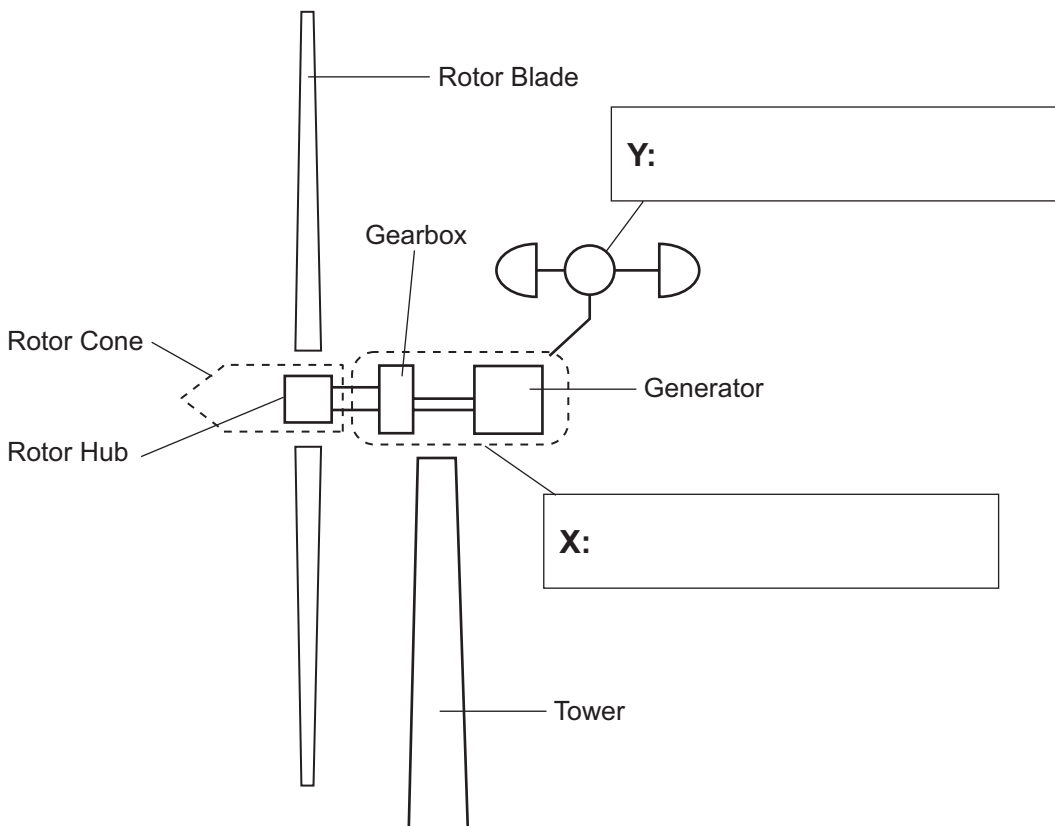 Rotor Blade
Y:
Gearbox
Rotor Cone
Generator
Rotor Hub
X:
Tower